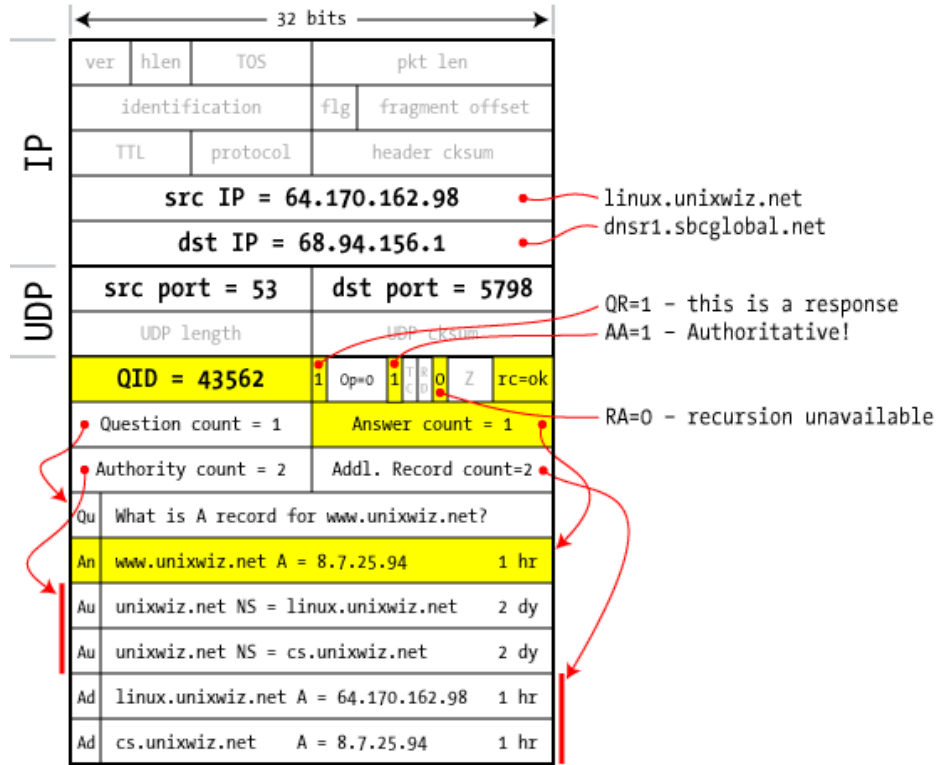 32 bits
IP
ver hlen TOS pkt len
identification flg fragment offset
TTL protocol header cksum
src IP = 64.170.162.98
linux.unixwiz.net
dst IP = 68.94.156.1
dnsr1.sbcglobal.net
UDP
src port = 53 dst port = 5798
QR=1 – this is a response
UDP length UDP cksum
AA=1 – Authoritative!
QID = 43562 1 Op=0 1 TC RD 0 Z rc=ok
RA=0 – recursion unavailable
Question count = 1 Answer count = 1
Authority count = 2 Addl. Record count=2
Qu What is A record for www.unixwiz.net?
An www.unixwiz.net A = 8.7.25.94 1 hr
Au unixwiz.net NS = linux.unixwiz.net 2 dy
Au unixwiz.net NS = cs.unixwiz.net 2 dy
Ad linux.unixwiz.net A = 64.170.162.98 1 hr
Ad cs.unixwiz.net A = 8.7.25.94 1 hr